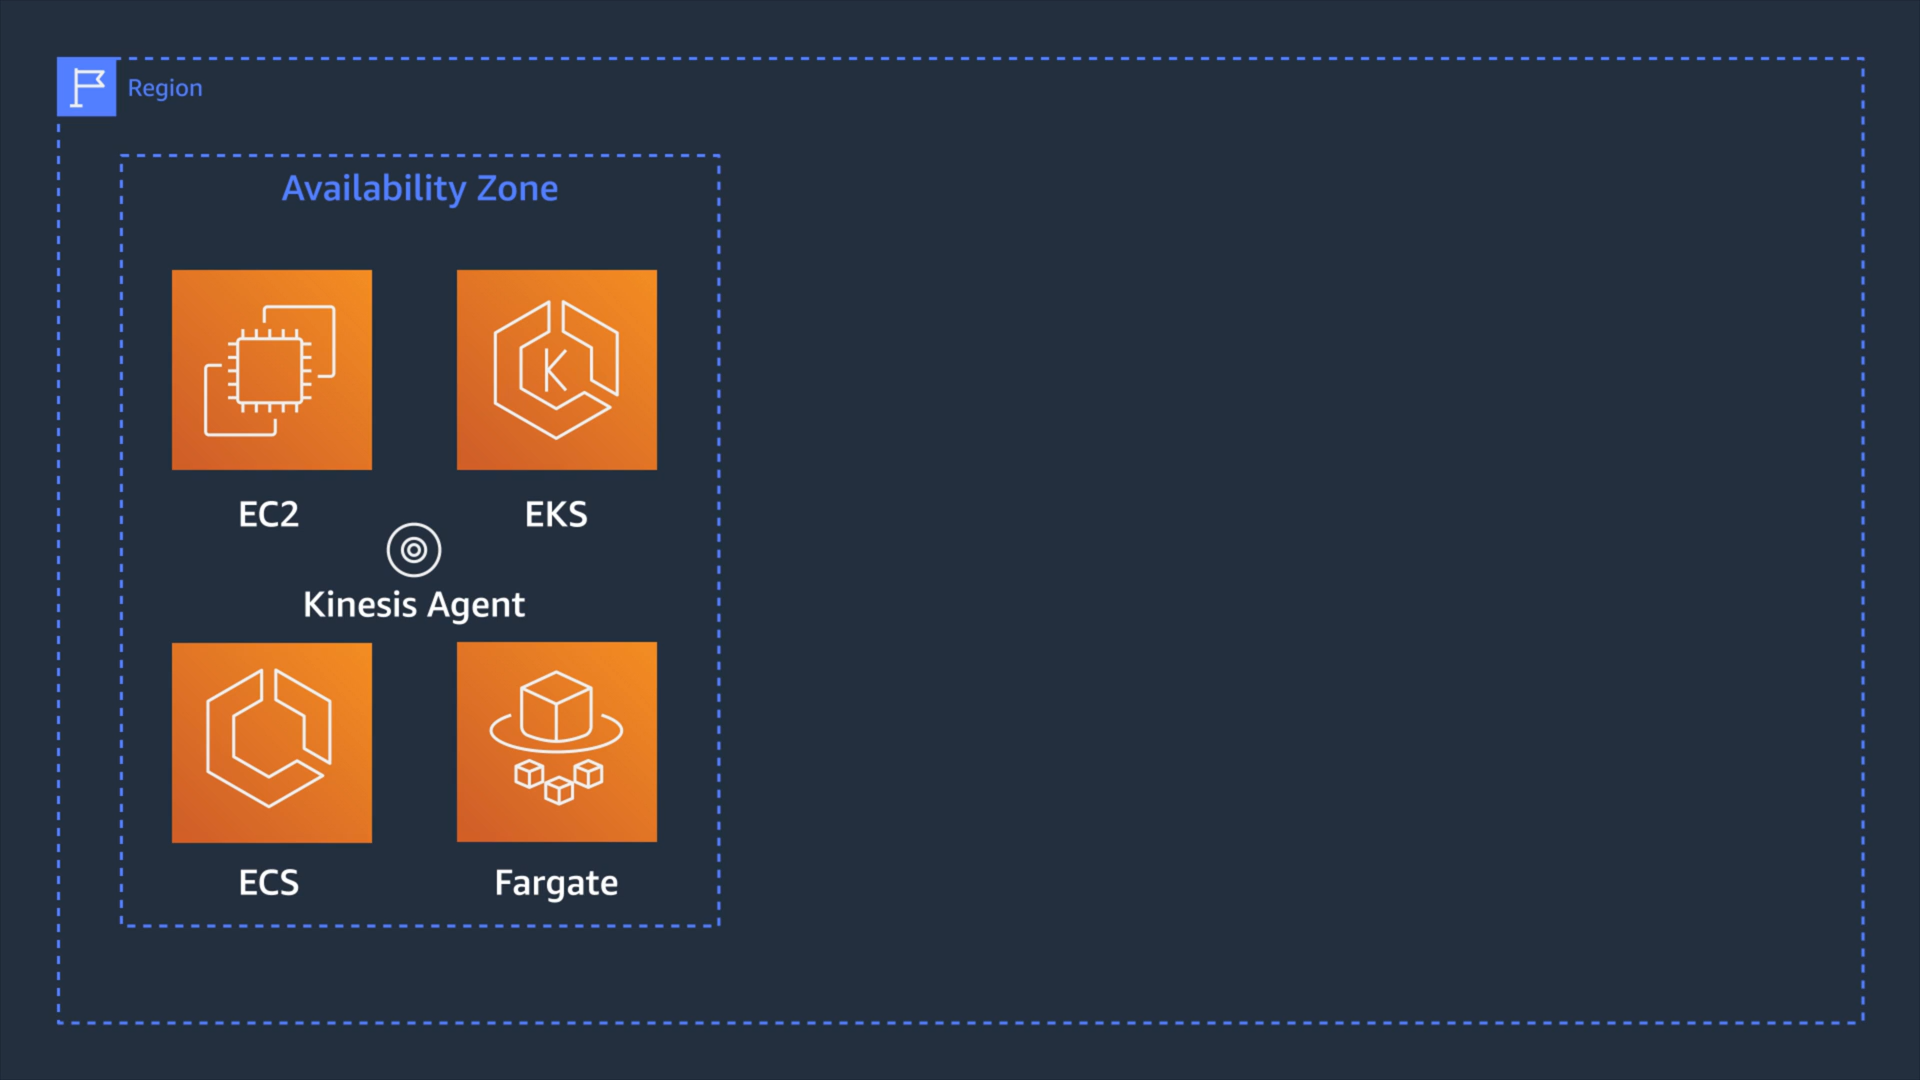 Region
Availability Zone
EC2
EKS
Kinesis Agent
ECS
Fargate